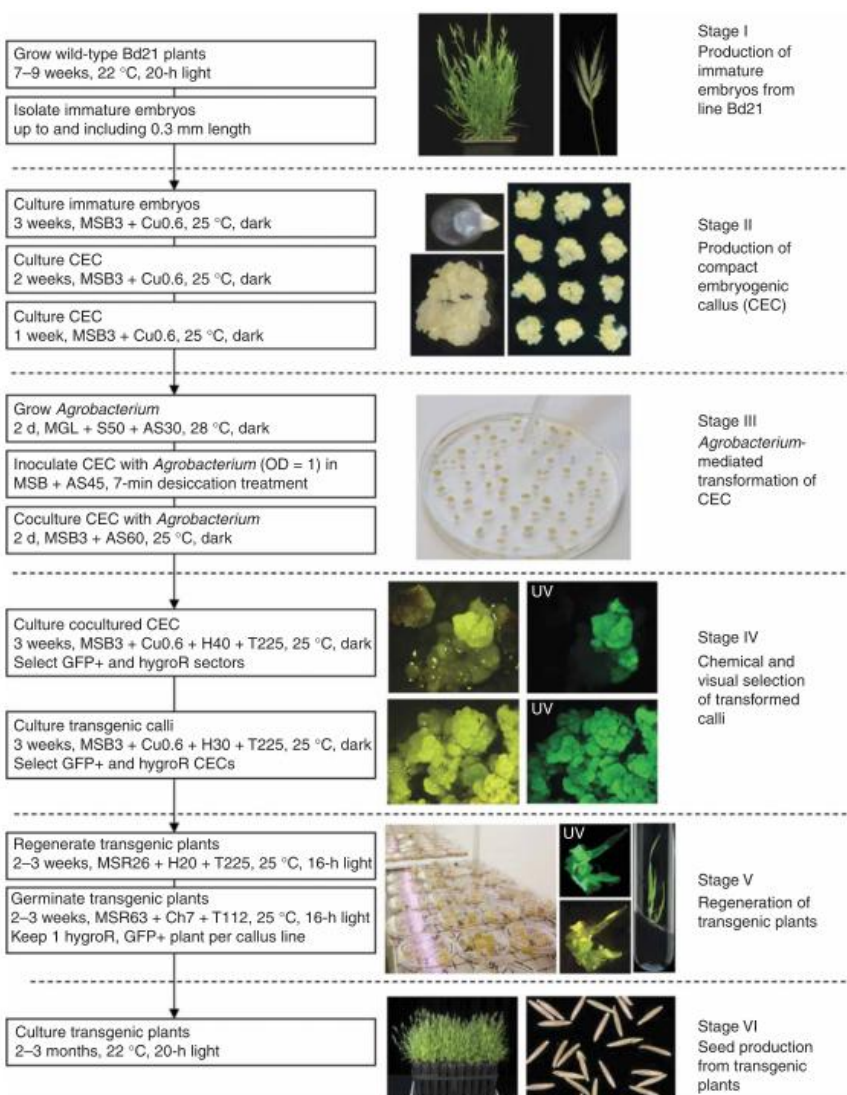 Grow wild-type Bd21 plants
7–9 weeks, 22 °C, 20-h light
Isolate immature embryos
up to and including 0.3 mm length
Stage I
Production of
immature
embryos from
line Bd21
Culture immature embryos
3 weeks, MSB3 + Cu0.6, 25 °C, dark
Culture CEC
2 weeks, MSB3 + Cu0.6, 25 °C, dark
Culture CEC
1 week, MSB3 + Cu0.6, 25 °C, dark
Stage II
Production of
compact
embryogenic
callus (CEC)
Grow Agrobacterium
2 d, MGL + S50 + AS30, 28 °C, dark
Inoculate CEC with Agrobacterium (OD = 1) in
MSB + AS45, 7-min desiccation treatment
Coculture CEC with Agrobacterium
2 d, MSB3 + AS60, 25 °C, dark
Stage III
Agrobacterium-
mediated
transformation of
CEC
Culture cocultured CEC
3 weeks, MSB3 + Cu0.6 + H40 + T225, 25 °C, dark
Select GFP+ and hygroR sectors
Culture transgenic calli
3 weeks, MSB3 + Cu0.6 + H30 + T225, 25 °C, dark
Select GFP+ and hygroR CECs
UV
UV
Stage IV
Chemical and
visual selection
of transformed
calli
Regenerate transgenic plants
2–3 weeks, MSR26 + H20 + T225, 25 °C, 16-h light
Germinate transgenic plants
2–3 weeks, MSR63 + Ch7 + T112, 25 °C, 16-h light
Keep 1 hygroR, GFP+ plant per callus line
UV
Stage V
Regeneration of
transgenic plants
Culture transgenic plants
2–3 months, 22 °C, 20-h light
Stage VI
Seed production
from transgenic
plants